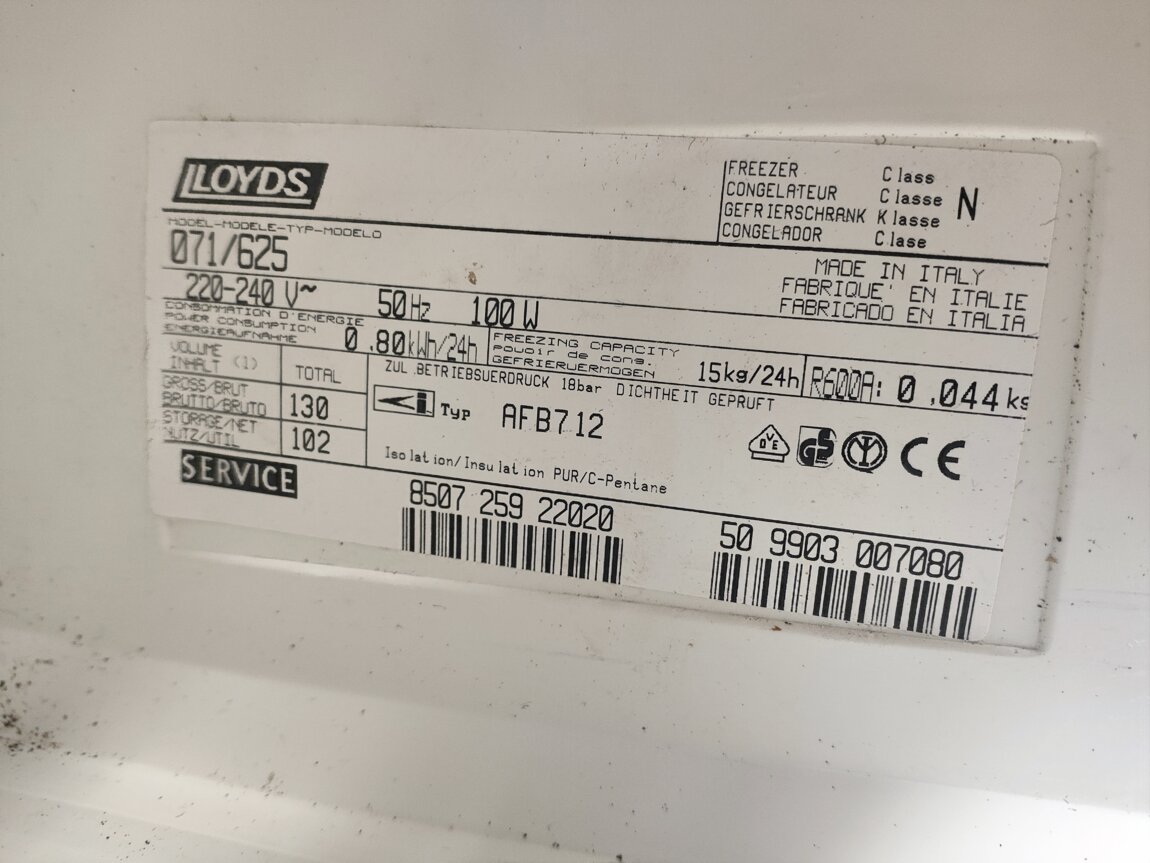 LLOYDS
FREEZER Class
CONGELATEUR Classe
GEFRIERSCHRANK Klasse
CONGELADOR Clase
N
MODEL-MODELE-TYP-MODELO
071/625
MADE IN ITALY
FABRIQUE' EN ITALIE
FABRICADO EN ITALIA
220-240 V~ 50Hz 100 W
CONSOMMATION D'ENERGIE
POWER CONSUMPTION
ENERGIEAUFNAHME
0.80kWh/24h
FREEZING CAPACITY
pouvoir de cong.
GEFRIERVERMOGEN
15kg/24h
R600A: 0,044 kg
VOLUME
INHALT (l)
TOTAL
GROSS/BRUT
BRUTTO/BRUTO
130
STORAGE/NET
NUTZ/UTIL
102
ZUL.BETRIEBSUERDRUCK 18bar DICHTHEIT GEPRUFT
Typ AFB712
VDE GS CE
Isolation/Insulation PUR/C-Pentane
SERVICE
8507 259 22020
50 9903 007080